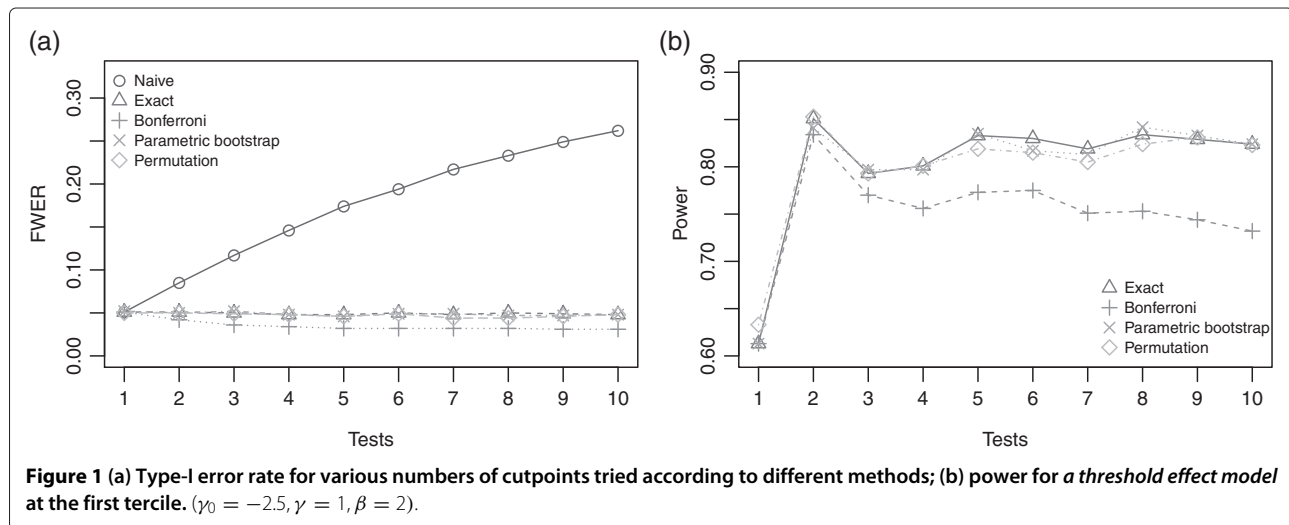 (a)
FWER
0.30
0.20
0.10
0.00
Naive
Exact
Bonferroni
Parametric bootstrap
Permutation
1 2 3 4 5 6 7 8 9 10
Tests
(b)
Power
0.90
0.80
0.70
0.60
Exact
Bonferroni
Parametric bootstrap
Permutation
1 2 3 4 5 6 7 8 9 10
Tests
Figure 1 (a) Type-I error rate for various numbers of cutpoints tried according to different methods; (b) power for a threshold effect model
at the first tercile. (γ₀ = −2.5, γ = 1, β = 2).